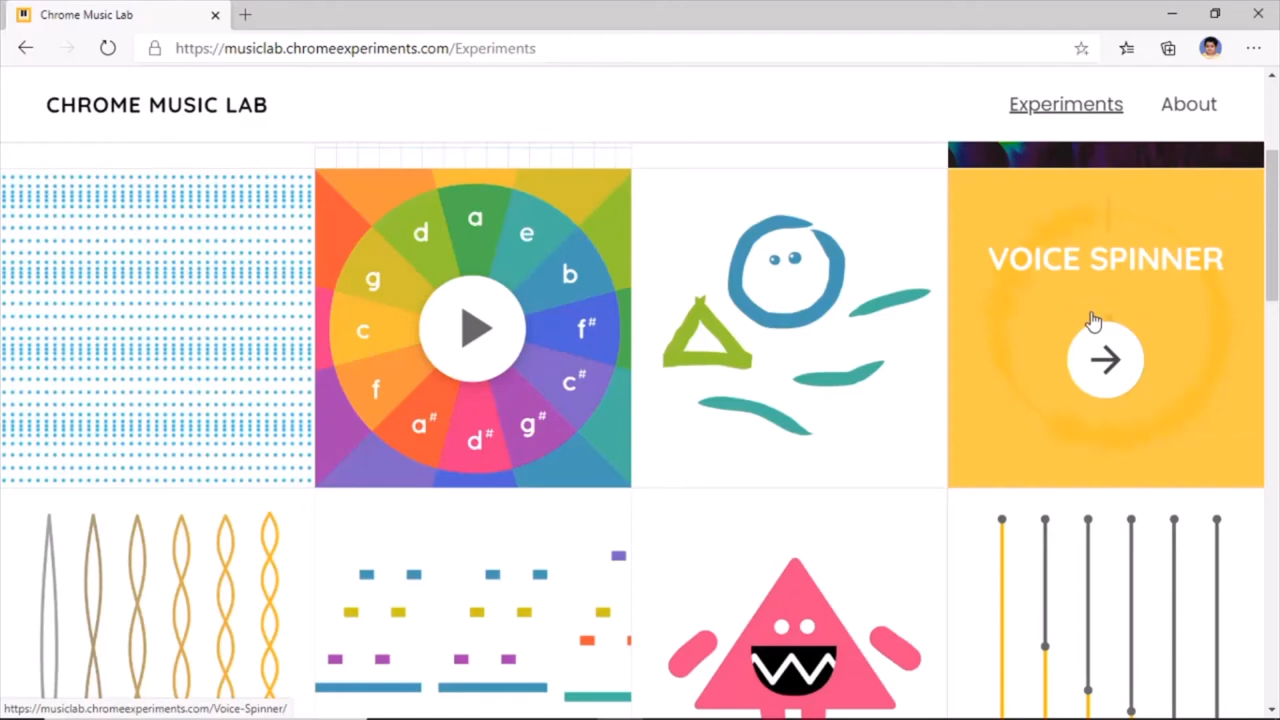 Chrome Music Lab
https://musiclab.chromeexperiments.com/Experiments
CHROME MUSIC LAB
Experiments
About
a
e
b
f#
c#
g#
d#
a#
f
c
g
d
VOICE SPINNER
https://musiclab.chromeexperiments.com/Voice-Spinner/